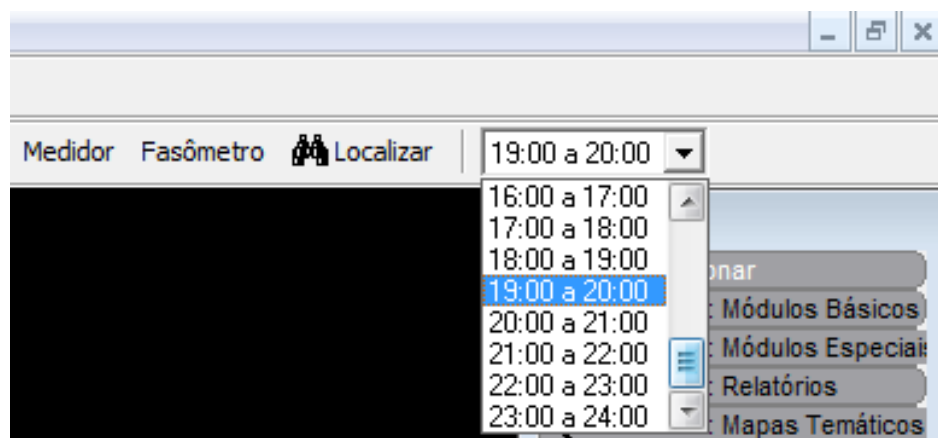 Medidor Fasômetro Localizar 19:00 a 20:00
16:00 a 17:00
17:00 a 18:00
18:00 a 19:00
19:00 a 20:00
20:00 a 21:00
21:00 a 22:00
22:00 a 23:00
23:00 a 24:00
onar
: Módulos Básicos
: Módulos Especiais
: Relatórios
: Mapas Temáticos